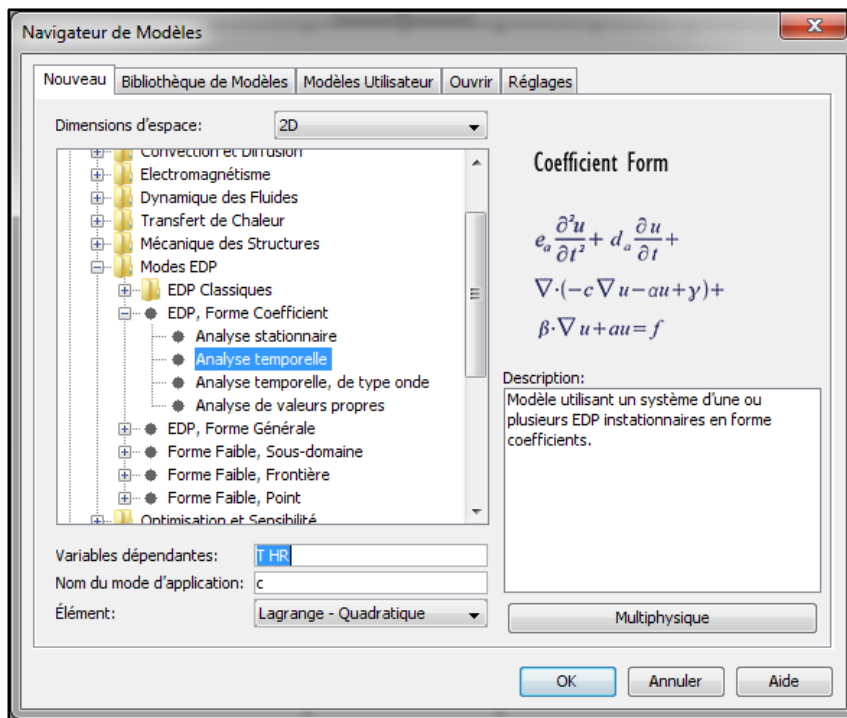 Navigateur de Modèles
Nouveau Bibliothèque de Modèles Modèles Utilisateur Ouvrir Réglages
Dimensions d'espace: 2D
Convection et Diffusion
Electromagnétisme
Dynamique des Fluides
Transfert de Chaleur
Mécanique des Structures
Modes EDP
EDP Classiques
EDP, Forme Coefficient
Analyse stationnaire
Analyse temporelle
Analyse temporelle, de type onde
Analyse de valeurs propres
EDP, Forme Générale
Forme Faible, Sous-domaine
Forme Faible, Frontière
Forme Faible, Point
Optimisation et Sensibilité
Variables dépendantes: T HR
Nom du mode d'application: c
Élément: Lagrange - Quadratique
Coefficient Form
eₐ ∂²u/∂t² + dₐ ∂u/∂t +
∇·(-c∇u-αu+γ)+
β·∇u+au=f
Description:
Modèle utilisant un système d'une ou
plusieurs EDP instationnaires en forme
coefficients.
Multiphysique
OK Annuler Aide